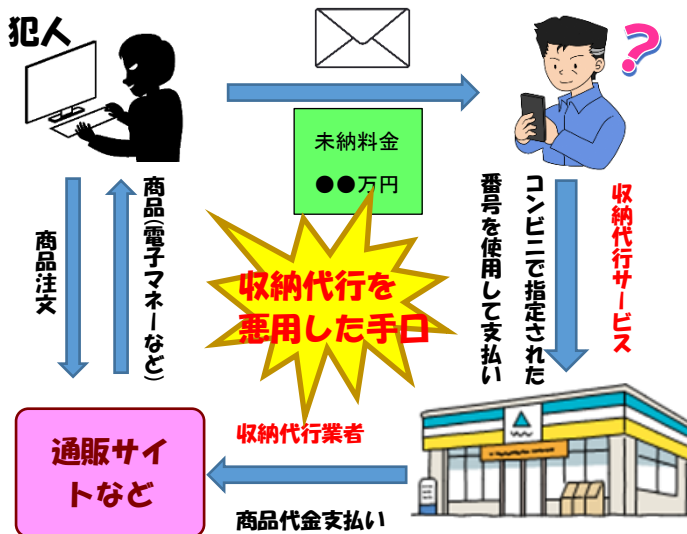 犯人
未納料金
●●万円
商品注文
商品(電子マネーなど)
収納代行を
悪用した手口
コンビニで指定された
番号を使用して支払い
収納代行サービス
通販サイ
トなど
収納代行業者
商品代金支払い